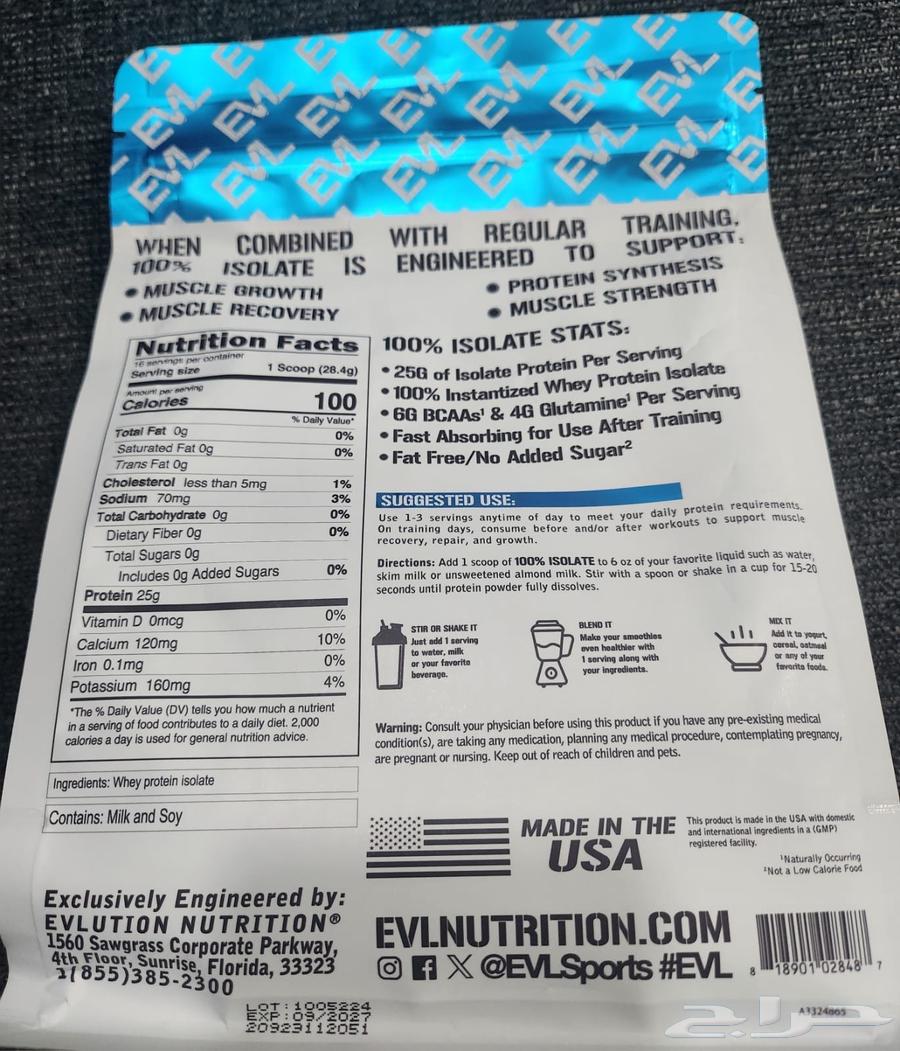 EVL EVL EVL EVL EVL EVL
WHEN COMBINED WITH REGULAR TRAINING,
100% ISOLATE IS ENGINEERED TO SUPPORT:
• MUSCLE GROWTH
• MUSCLE RECOVERY
• PROTEIN SYNTHESIS
• MUSCLE STRENGTH
Nutrition Facts
16 servings per container
Serving size 1 Scoop (28.4g)
Amount per serving
Calories 100
% Daily Value*
Total Fat 0g 0%
Saturated Fat 0g 0%
Trans Fat 0g
Cholesterol less than 5mg 1%
Sodium 70mg 3%
Total Carbohydrate 0g 0%
Dietary Fiber 0g 0%
Total Sugars 0g
Includes 0g Added Sugars 0%
Protein 25g
Vitamin D 0mcg 0%
Calcium 120mg 10%
Iron 0.1mg 0%
Potassium 160mg 4%
*The % Daily Value (DV) tells you how much a nutrient
in a serving of food contributes to a daily diet. 2,000
calories a day is used for general nutrition advice.
Ingredients: Whey protein isolate
Contains: Milk and Soy
100% ISOLATE STATS:
• 25G of Isolate Protein Per Serving
• 100% Instantized Whey Protein Isolate
• 6G BCAAs¹ & 4G Glutamine¹ Per Serving
• Fast Absorbing for Use After Training
• Fat Free/No Added Sugar²
SUGGESTED USE:
Use 1-3 servings anytime of day to meet your daily protein requirements.
On training days, consume before and/or after workouts to support muscle
recovery, repair, and growth.
Directions: Add 1 scoop of 100% ISOLATE to 6 oz of your favorite liquid such as water,
skim milk or unsweetened almond milk. Stir with a spoon or shake in a cup for 15-20
seconds until protein powder fully dissolves.
STIR OR SHAKE IT
Just add 1 serving
to water, milk
or your favorite
beverage.
BLEND IT
Make your smoothies
even healthier with
1 serving along with
your ingredients.
MIX IT
Add it to yogurt,
cereal, oatmeal
or any of your
favorite foods.
Warning: Consult your physician before using this product if you have any pre-existing medical
condition(s), are taking any medication, planning any medical procedure, contemplating pregnancy,
are pregnant or nursing. Keep out of reach of children and pets.
MADE IN THE
USA
This product is made in the USA with domestic
and international ingredients in a (GMP)
registered facility.
¹Naturally Occurring
²Not a Low Calorie Food
Exclusively Engineered by:
EVLUTION NUTRITION®
1560 Sawgrass Corporate Parkway,
4th Floor, Sunrise, Florida, 33323
1(855)385-2300
EVLNUTRITION.COM
@EVLSports #EVL
8 18901 02848 7
LOT:1005224
EXP:09/2027
20923112051
A3324865
حراج